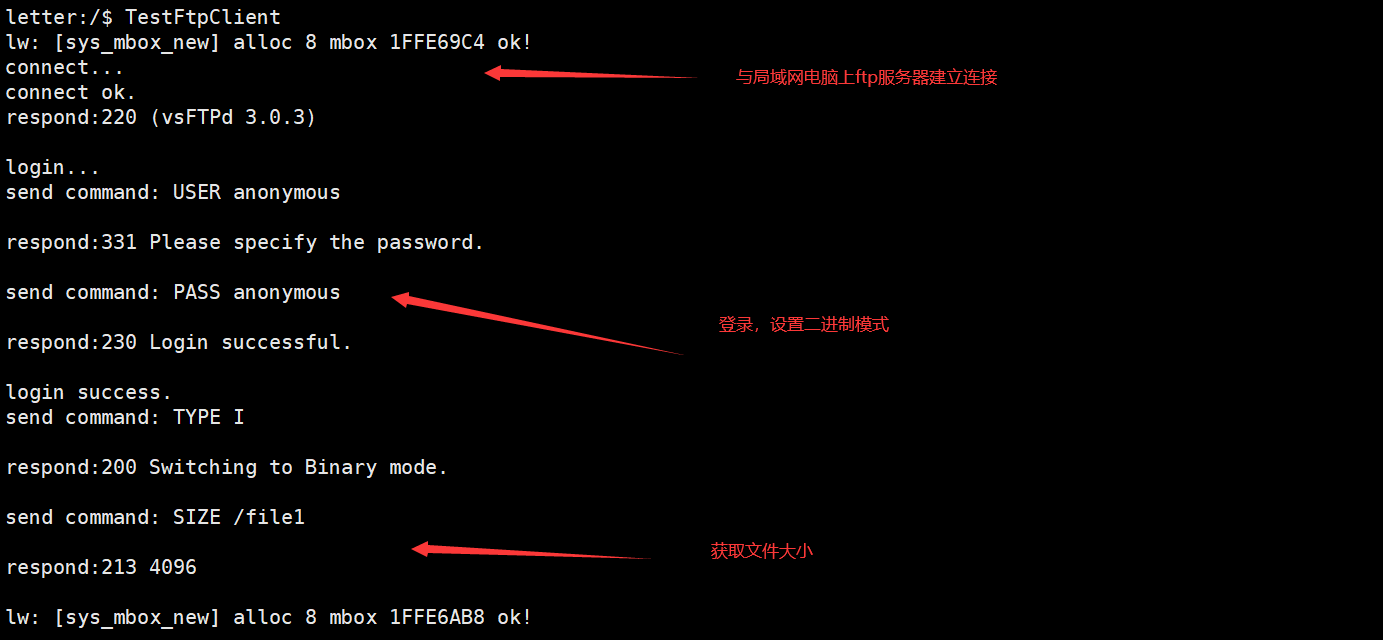 letter:/$ TestFtpClient
lw: [sys_mbox_new] alloc 8 mbox 1FFE69C4 ok!
connect...
与局域网电脑上ftp服务器建立连接
connect ok.
respond:220 (vsFTPd 3.0.3)
login...
send command: USER anonymous
respond:331 Please specify the password.
send command: PASS anonymous
登录，设置二进制模式
respond:230 Login successful.
login success.
send command: TYPE I
respond:200 Switching to Binary mode.
send command: SIZE /file1
获取文件大小
respond:213 4096
lw: [sys_mbox_new] alloc 8 mbox 1FFE6AB8 ok!